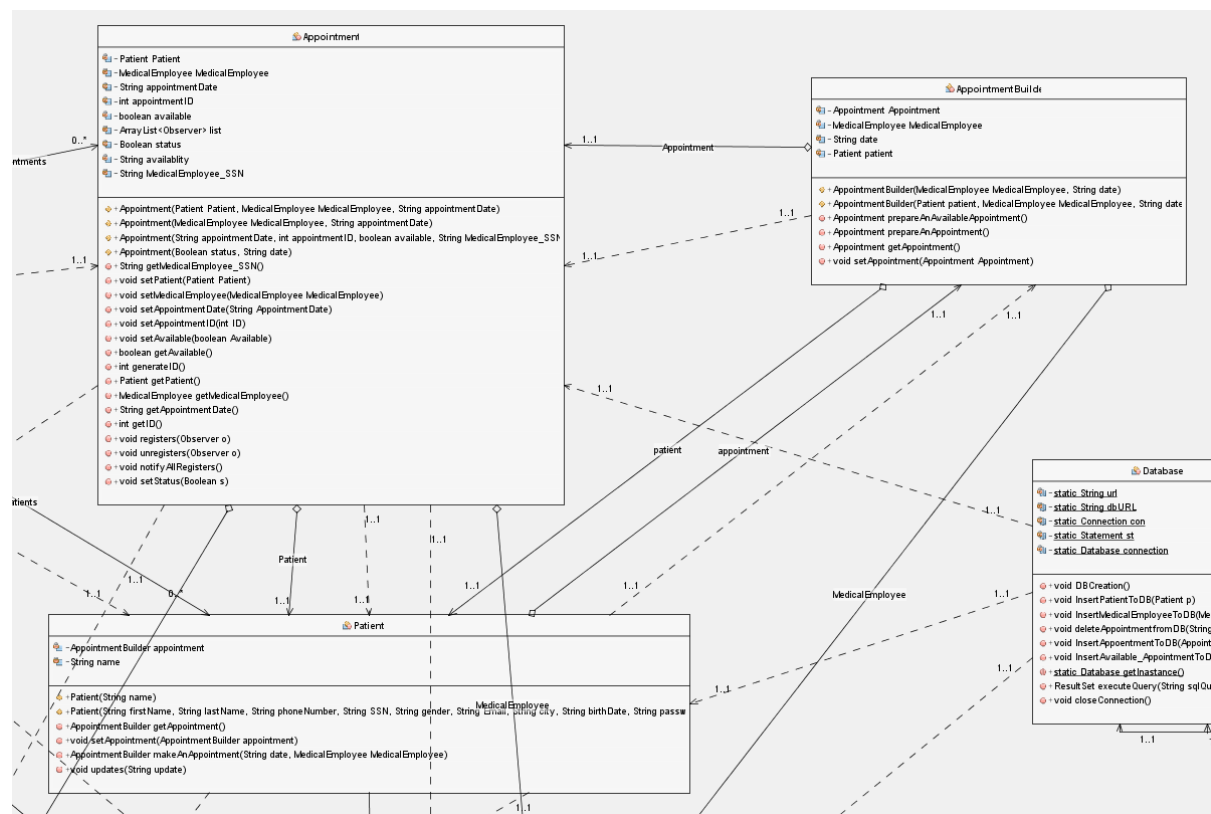 Appointment
- Patient Patient
- MedicalEmployee MedicalEmployee
- String appointmentDate
- int appointmentID
- boolean available
- ArrayList<Observer> list
- Boolean status
- String availablity
- String MedicalEmployee_SSN
+ Appointment(Patient Patient, MedicalEmployee MedicalEmployee, String appointmentDate)
+ Appointment(MedicalEmployee MedicalEmployee, String appointmentDate)
+ Appointment(String appointmentDate, int appointmentID, boolean available, String MedicalEmployee_SSN
+ Appointment(Boolean status, String date)
+ String getMedicalEmployee_SSN()
+ void setPatient(Patient Patient)
+ void setMedicalEmployee(MedicalEmployee MedicalEmployee)
+ void setAppointmentDate(String AppointmentDate)
+ void setAppointmentID(int ID)
+ void setAvailable(boolean Available)
+ boolean getAvailable()
+ int generateID()
+ Patient getPatient()
+ MedicalEmployee getMedicalEmployee()
+ String getAppointmentDate()
+ int getID()
+ void registers(Observer o)
+ void unregisters(Observer o)
+ void notifyAllRegisters()
+ void setStatus(Boolean s)
AppointmentBuilde
- Appointment Appointment
- MedicalEmployee MedicalEmployee
- String date
- Patient patient
+ AppointmentBuilder(MedicalEmployee MedicalEmployee, String date)
+ AppointmentBuilder(Patient patient, MedicalEmployee MedicalEmployee, String date
+ Appointment prepareAnAvailableAppointment()
+ Appointment prepareAnAppointment()
+ Appointment getAppointment()
+ void setAppointment(Appointment Appointment)
0..*
ntments
1..1
Appointment
1..1
1..1
1..1
1..1
1..1
1..1
patient
appointment
1..1
MedicalEmployee
Database
- static String url
- static String dbURL
- static Connection con
- static Statement st
- static Database connection
+ void DBCreation()
+ void InsertPatientToDB(Patient p)
+ void InsertMedicalEmployeeToDB(Me
+ void deleteAppointmentfromDB(String
+ void InsertAppoentmentToDB(Appoint
+ void InsertAvailable_AppointmentToD
+ static Database getInastance()
+ ResultSet executeQuery(String sqlQu
+ void closeConnection()
1..1
1..1
1..1
1..1
atients
1..1
1..1
Patient
1..1
1..1
0..*
1..1
1..1
1..1
Patient
- AppointmentBuilder appointment
- String name
+ Patient(String name)
+ Patient(String firstName, String lastName, String phoneNumber, String SSN, String gender, String Email, String city, String birthDate, String passw
+ AppointmentBuilder getAppointment()
+ void setAppointment(AppointmentBuilder appointment)
+ AppointmentBuilder makeAnAppointment(String date, MedicalEmployee MedicalEmployee)
+ void updates(String update)
MedicalEmployee
1..1